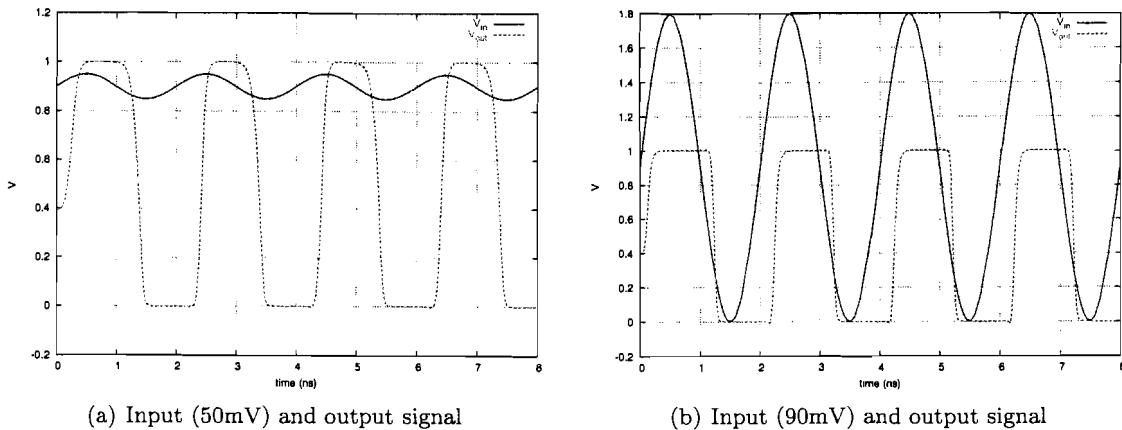 1.2
1
0.8
0.6
0.4
0.2
0
-0.2
V
0 1 2 3 4 5 6 7 8
time (ns)
V_in
V_out
(a) Input (50mV) and output signal
1.8
1.6
1.4
1.2
1
0.8
0.6
0.4
0.2
0
-0.2
V
0 1 2 3 4 5 6 7 8
time (ns)
V_in
V_out
(b) Input (90mV) and output signal